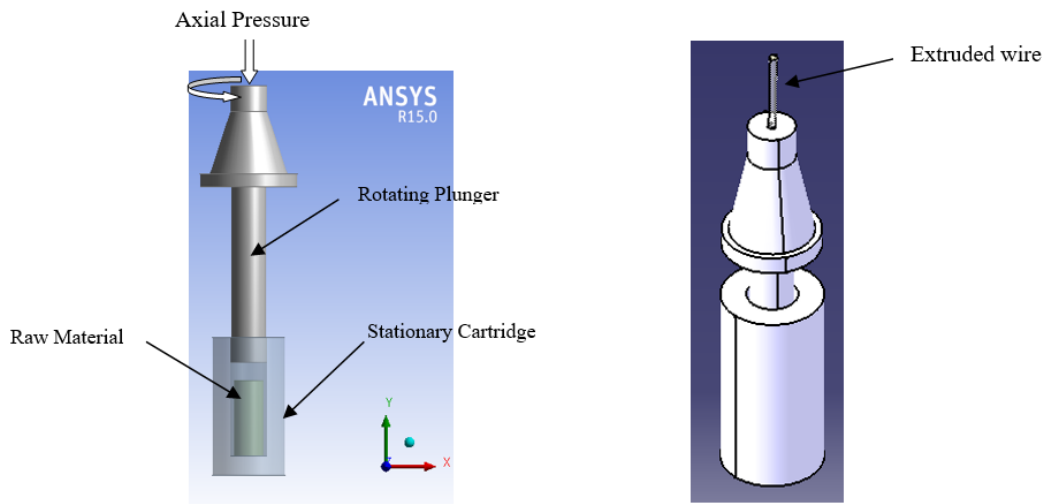 Axial Pressure
ANSYS
R15.0
Rotating Plunger
Raw Material
Stationary Cartridge
Y
X
Extruded wire